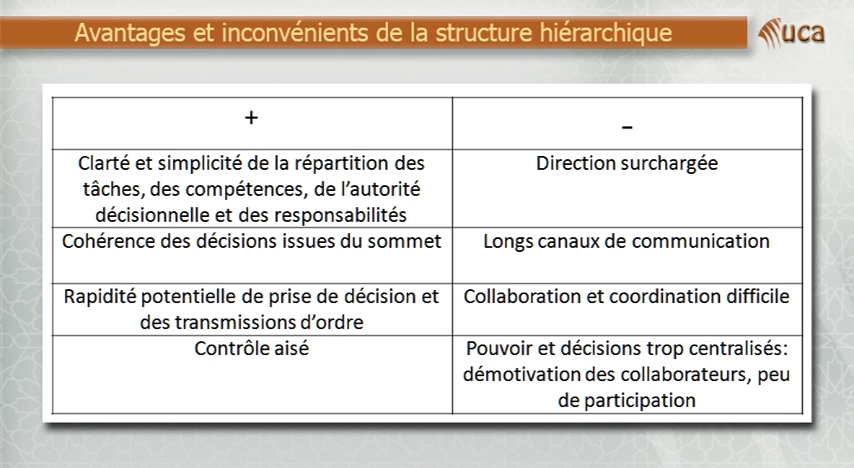 Avantages et inconvénients de la structure hiérarchique
uca
+
-
Clarté et simplicité de la répartition des
tâches, des compétences, de l'autorité
décisionnelle et des responsabilités
Direction surchargée
Cohérence des décisions issues du sommet
Longs canaux de communication
Rapidité potentielle de prise de décision et
des transmissions d'ordre
Collaboration et coordination difficile
Contrôle aisé
Pouvoir et décisions trop centralisés:
démotivation des collaborateurs, peu
de participation